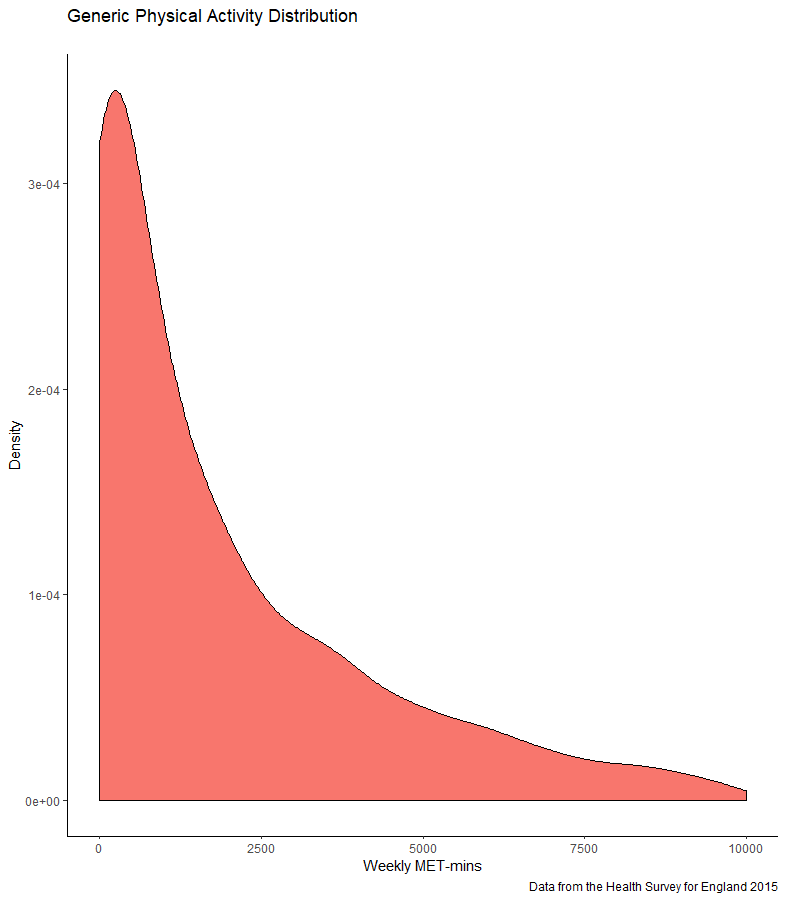 Generic Physical Activity Distribution
3e-04
2e-04
1e-04
0e+00
Density
0 2500 5000 7500 10000
Weekly MET-mins
Data from the Health Survey for England 2015